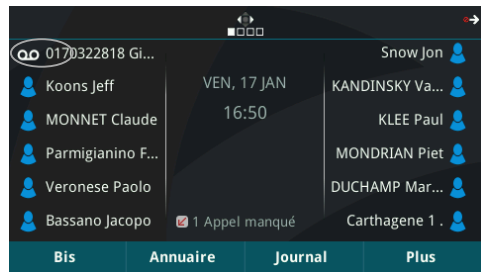 0170322818 Gi... Snow Jon
Koons Jeff VEN, 17 JAN KANDINSKY Va...
MONNET Claude 16:50 KLEE Paul
Parmigianino F... MONDRIAN Piet
Veronese Paolo DUCHAMP Mar...
Bassano Jacopo 1 Appel manqué Carthagene 1 .
Bis Annuaire Journal Plus